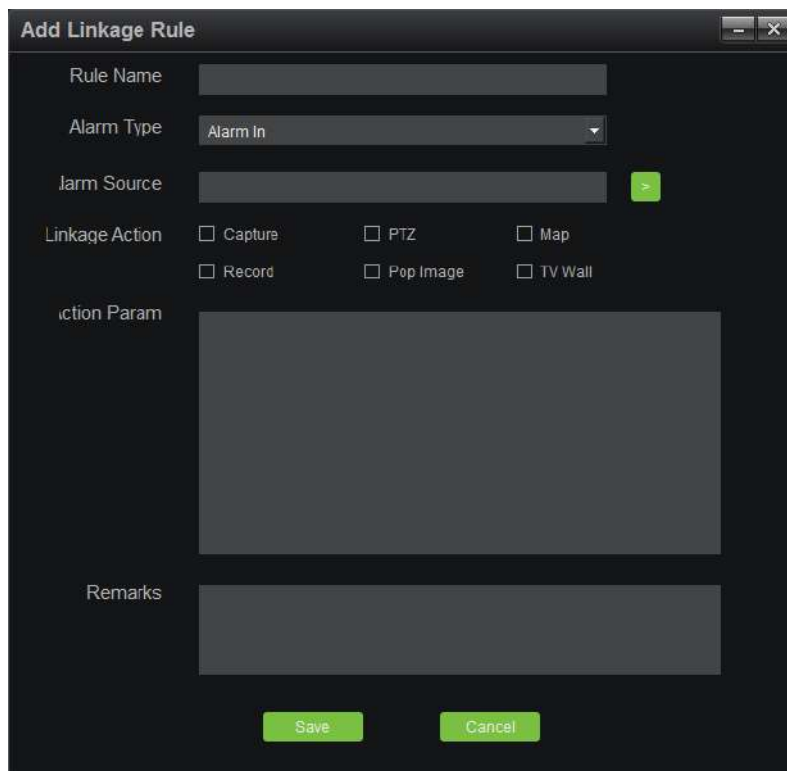 Add Linkage Rule
Rule Name
Alarm Type Alarm In
larm Source >
Linkage Action Capture PTZ Map
Record Pop Image TV Wall
ction Param
Remarks
Save Cancel